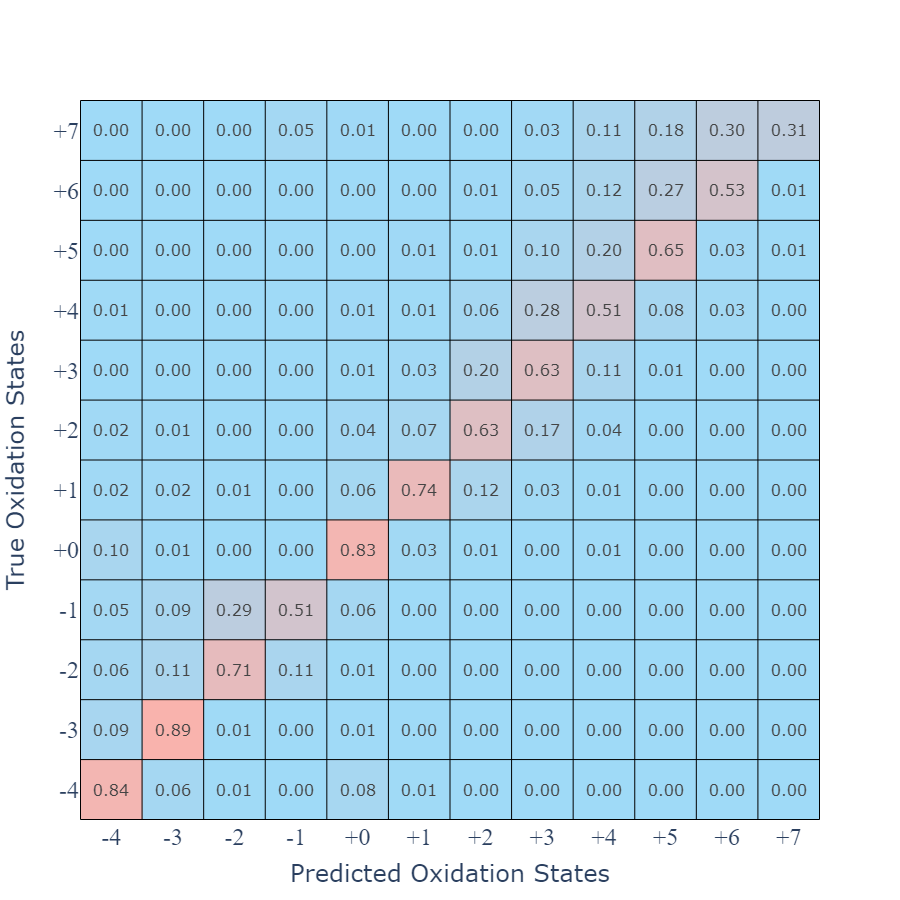 +7 0.00 0.00 0.00 0.05 0.01 0.00 0.00 0.03 0.11 0.18 0.30 0.31
+6 0.00 0.00 0.00 0.00 0.00 0.00 0.01 0.05 0.12 0.27 0.53 0.01
+5 0.00 0.00 0.00 0.00 0.00 0.01 0.01 0.10 0.20 0.65 0.03 0.01
+4 0.01 0.00 0.00 0.00 0.01 0.01 0.06 0.28 0.51 0.08 0.03 0.00
+3 0.00 0.00 0.00 0.00 0.01 0.03 0.20 0.63 0.11 0.01 0.00 0.00
+2 0.02 0.01 0.00 0.00 0.04 0.07 0.63 0.17 0.04 0.00 0.00 0.00
+1 0.02 0.02 0.01 0.00 0.06 0.74 0.12 0.03 0.01 0.00 0.00 0.00
+0 0.10 0.01 0.00 0.00 0.83 0.03 0.01 0.00 0.01 0.00 0.00 0.00
-1 0.05 0.09 0.29 0.51 0.06 0.00 0.00 0.00 0.00 0.00 0.00 0.00
-2 0.06 0.11 0.71 0.11 0.01 0.00 0.00 0.00 0.00 0.00 0.00 0.00
-3 0.09 0.89 0.01 0.00 0.01 0.00 0.00 0.00 0.00 0.00 0.00 0.00
-4 0.84 0.06 0.01 0.00 0.08 0.01 0.00 0.00 0.00 0.00 0.00 0.00
-4 -3 -2 -1 +0 +1 +2 +3 +4 +5 +6 +7
Predicted Oxidation States
True Oxidation States